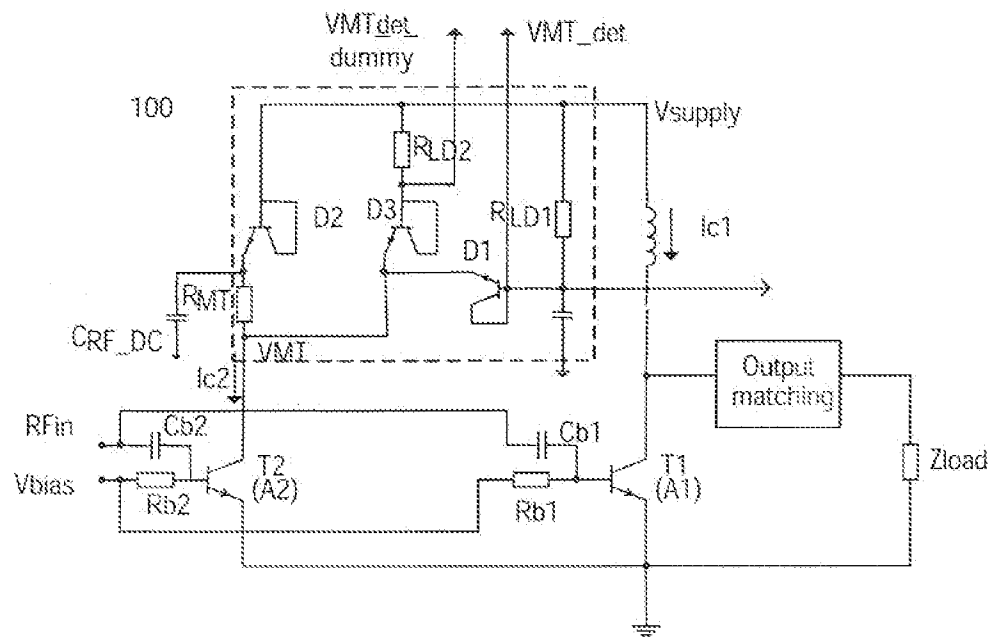 VMTdet_
dummy
VMT_det
100
Vsupply
RLD2
D2
D3
RLD1
Ic1
D1
RMT
CRF_DC
VMT
Ic2
Output
matching
RFin
Cb2
Cb1
Vbias
T2
(A2)
T1
(A1)
Zload
Rb2
Rb1